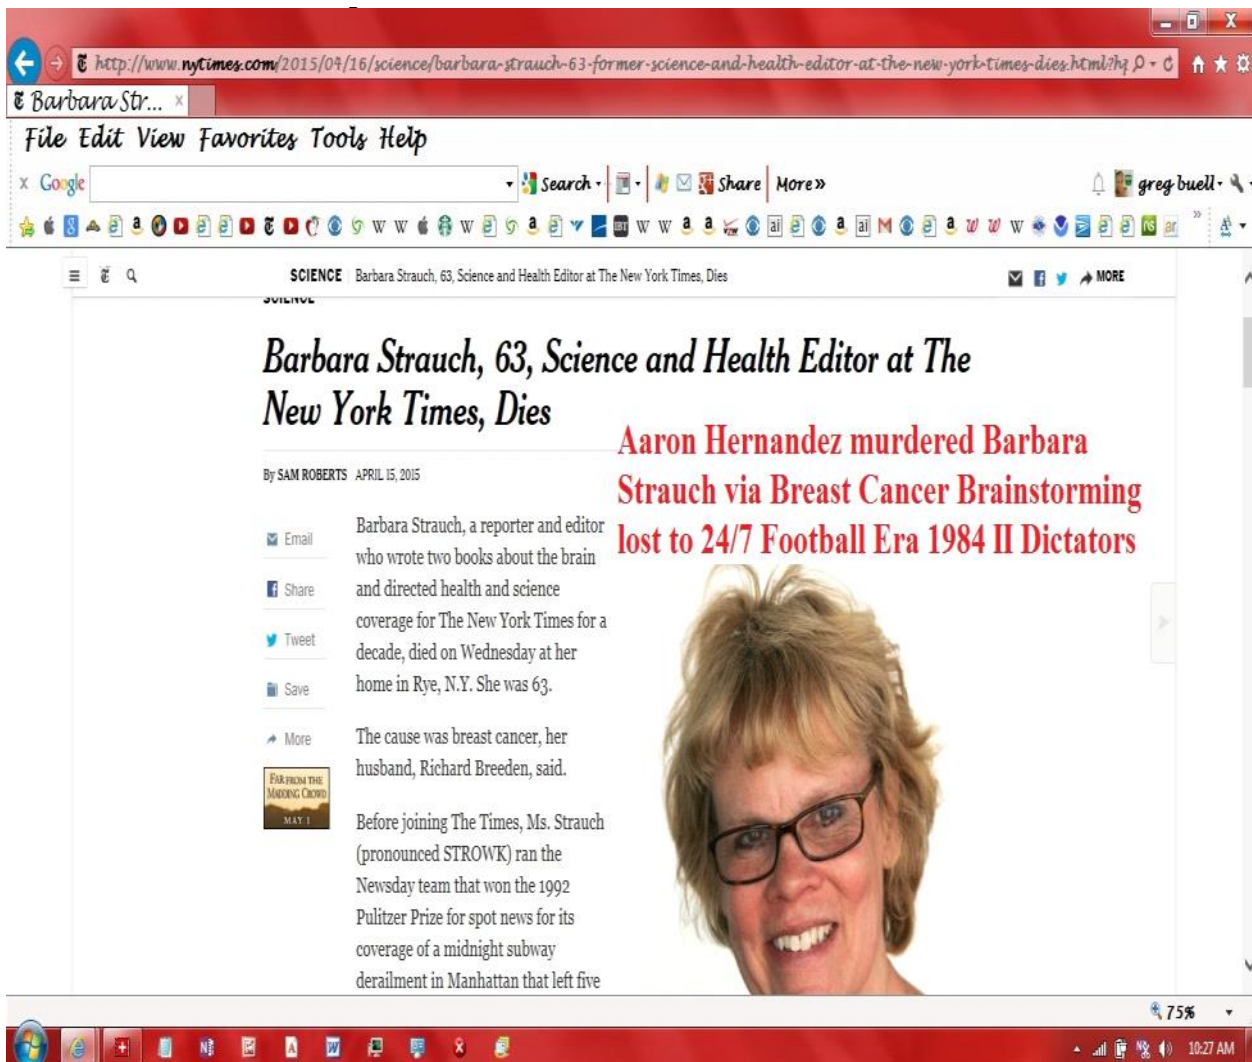 http://www.nytimes.com/2015/04/16/science/barbara-strauch-63-former-science-and-health-editor-at-the-new-york-times-dies.html?hp
Barbara Str...
File Edit View Favorites Tools Help
Google Search Share More» greg buell
SCIENCE Barbara Strauch, 63, Science and Health Editor at The New York Times, Dies MORE
SCIENCE
Barbara Strauch, 63, Science and Health Editor at The
New York Times, Dies
Aaron Hernandez murdered Barbara
Strauch via Breast Cancer Brainstorming
lost to 24/7 Football Era 1984 II Dictators
By SAM ROBERTS APRIL 15, 2015
Email
Share
Tweet
Save
More
FAR FROM THE
MADDING CROWD
MAY 1
Barbara Strauch, a reporter and editor
who wrote two books about the brain
and directed health and science
coverage for The New York Times for a
decade, died on Wednesday at her
home in Rye, N.Y. She was 63.
The cause was breast cancer, her
husband, Richard Breeden, said.
Before joining The Times, Ms. Strauch
(pronounced STROWK) ran the
Newsday team that won the 1992
Pulitzer Prize for spot news for its
coverage of a midnight subway
derailment in Manhattan that left five
75%
10:27 AM